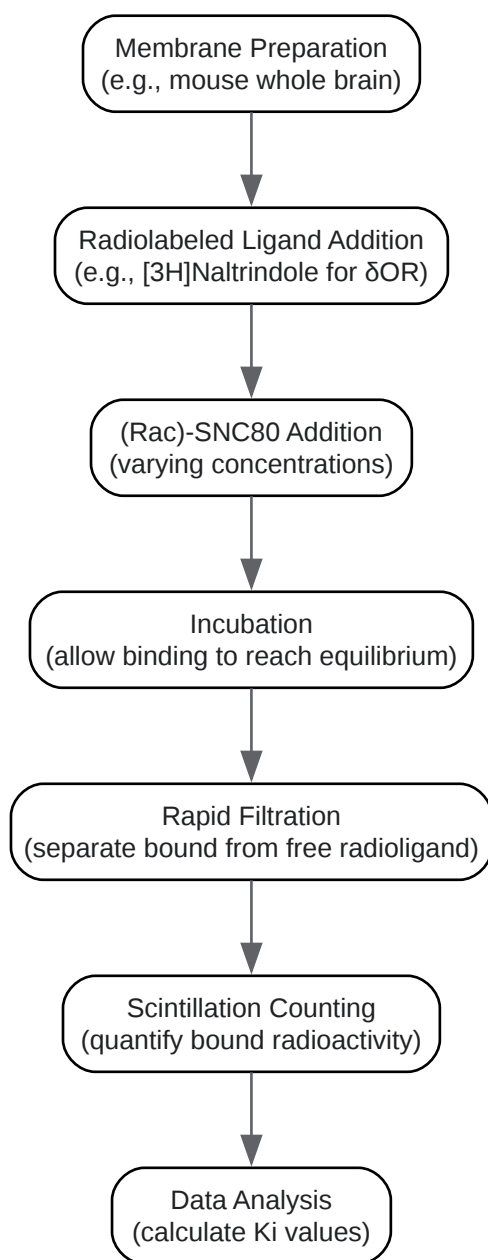 Membrane Preparation
(e.g., mouse whole brain)
Radiolabeled Ligand Addition
(e.g., [3H]Naltrindole for δOR)
(Rac)-SNC80 Addition
(varying concentrations)
Incubation
(allow binding to reach equilibrium)
Rapid Filtration
(separate bound from free radioligand)
Scintillation Counting
(quantify bound radioactivity)
Data Analysis
(calculate Ki values)